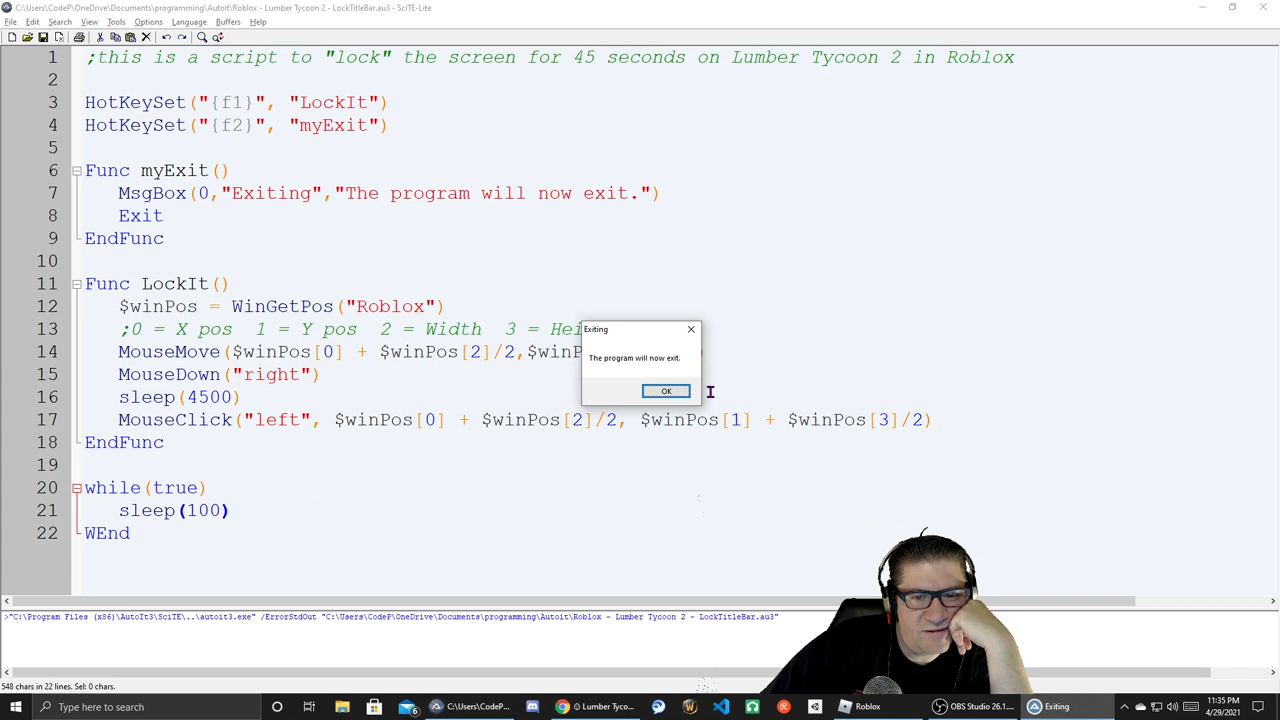 C:\Users\CodeP\OneDrive\Documents\programming\Autoit\Roblox - Lumber Tycoon 2 - LockTitleBar.au3 - SciTE-Lite
File Edit Search View Tools Options Language Buffers Help
1 ;this is a script to "lock" the screen for 45 seconds on Lumber Tycoon 2 in Roblox
2
3 HotKeySet("{f1}", "LockIt")
4 HotKeySet("{f2}", "myExit")
5
6 Func myExit()
7 MsgBox(0,"Exiting","The program will now exit.")
8 Exit
9 EndFunc
10
11 Func LockIt()
12 $winPos = WinGetPos("Roblox")
13 ;0 = X pos 1 = Y pos 2 = Width 3 = Hei
14 MouseMove($winPos[0] + $winPos[2]/2,$winP )
15 MouseDown("right")
16 sleep(4500)
17 MouseClick("left", $winPos[0] + $winPos[2]/2, $winPos[1] + $winPos[3]/2)
18 EndFunc
19
20 while(true)
21 sleep(100)
22 WEnd
Exiting
The program will now exit.
OK
>"C:\Program Files (x86)\AutoIt3\SciTE\..\autoit3.exe" /ErrorStdOut "C:\Users\CodeP\OneDrive\Documents\programming\Autoit\Roblox - Lumber Tycoon 2 - LockTitleBar.au3"
548 chars in 22 lines. Sel: 0 chars.
Type here to search
6
C:\Users\CodeP...
Lumber Tyco...
Roblox
OBS Studio 26.1....
Exiting
11:35 PM
4/29/2021